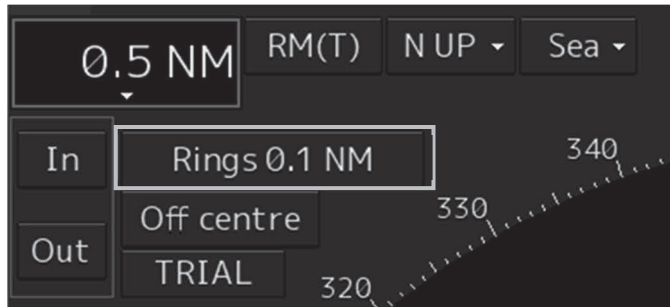 0.5 NM RM(T) N UP Sea
In Rings 0.1 NM 340
Off centre 330
Out
TRIAL 320